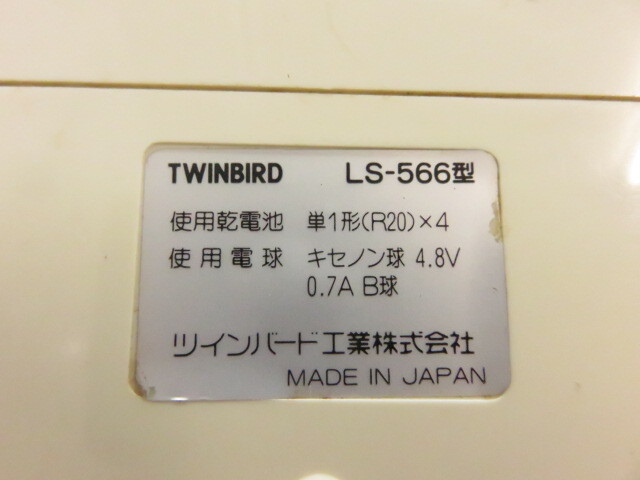 TWINBIRD LS-566型
使用乾電池 単1形(R20)×4
使用電球 キセノン球 4.8V
0.7A B球
ツインバード工業株式会社
MADE IN JAPAN